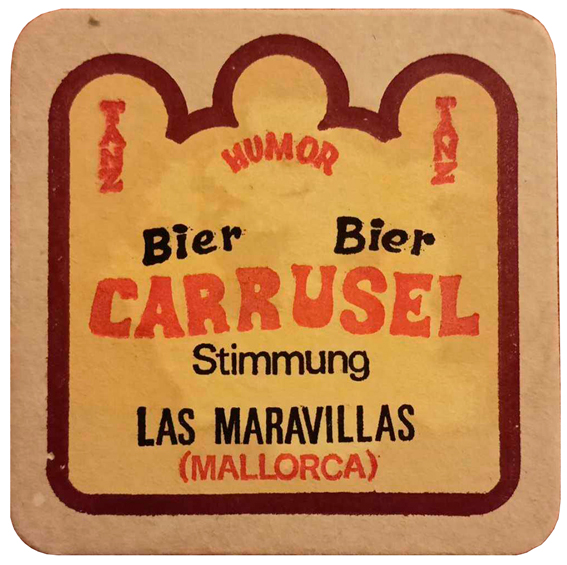 TANZ
HUMOR
TANZ
Bier Bier
CARRUSEL
Stimmung
LAS MARAVILLAS
(MALLORCA)